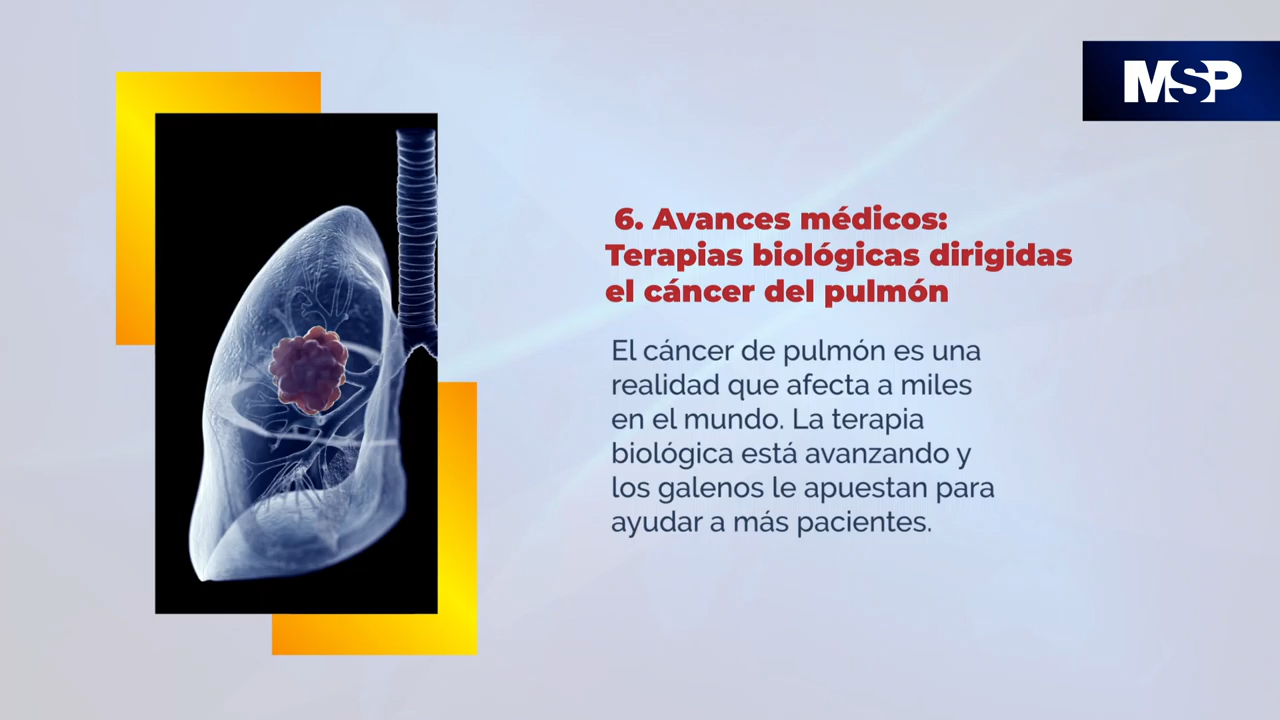 MSP
6. Avances médicos:
Terapias biológicas dirigidas
el cáncer del pulmón
El cáncer de pulmón es una
realidad que afecta a miles
en el mundo. La terapia
biológica está avanzando y
los galenos le apuestan para
ayudar a más pacientes.